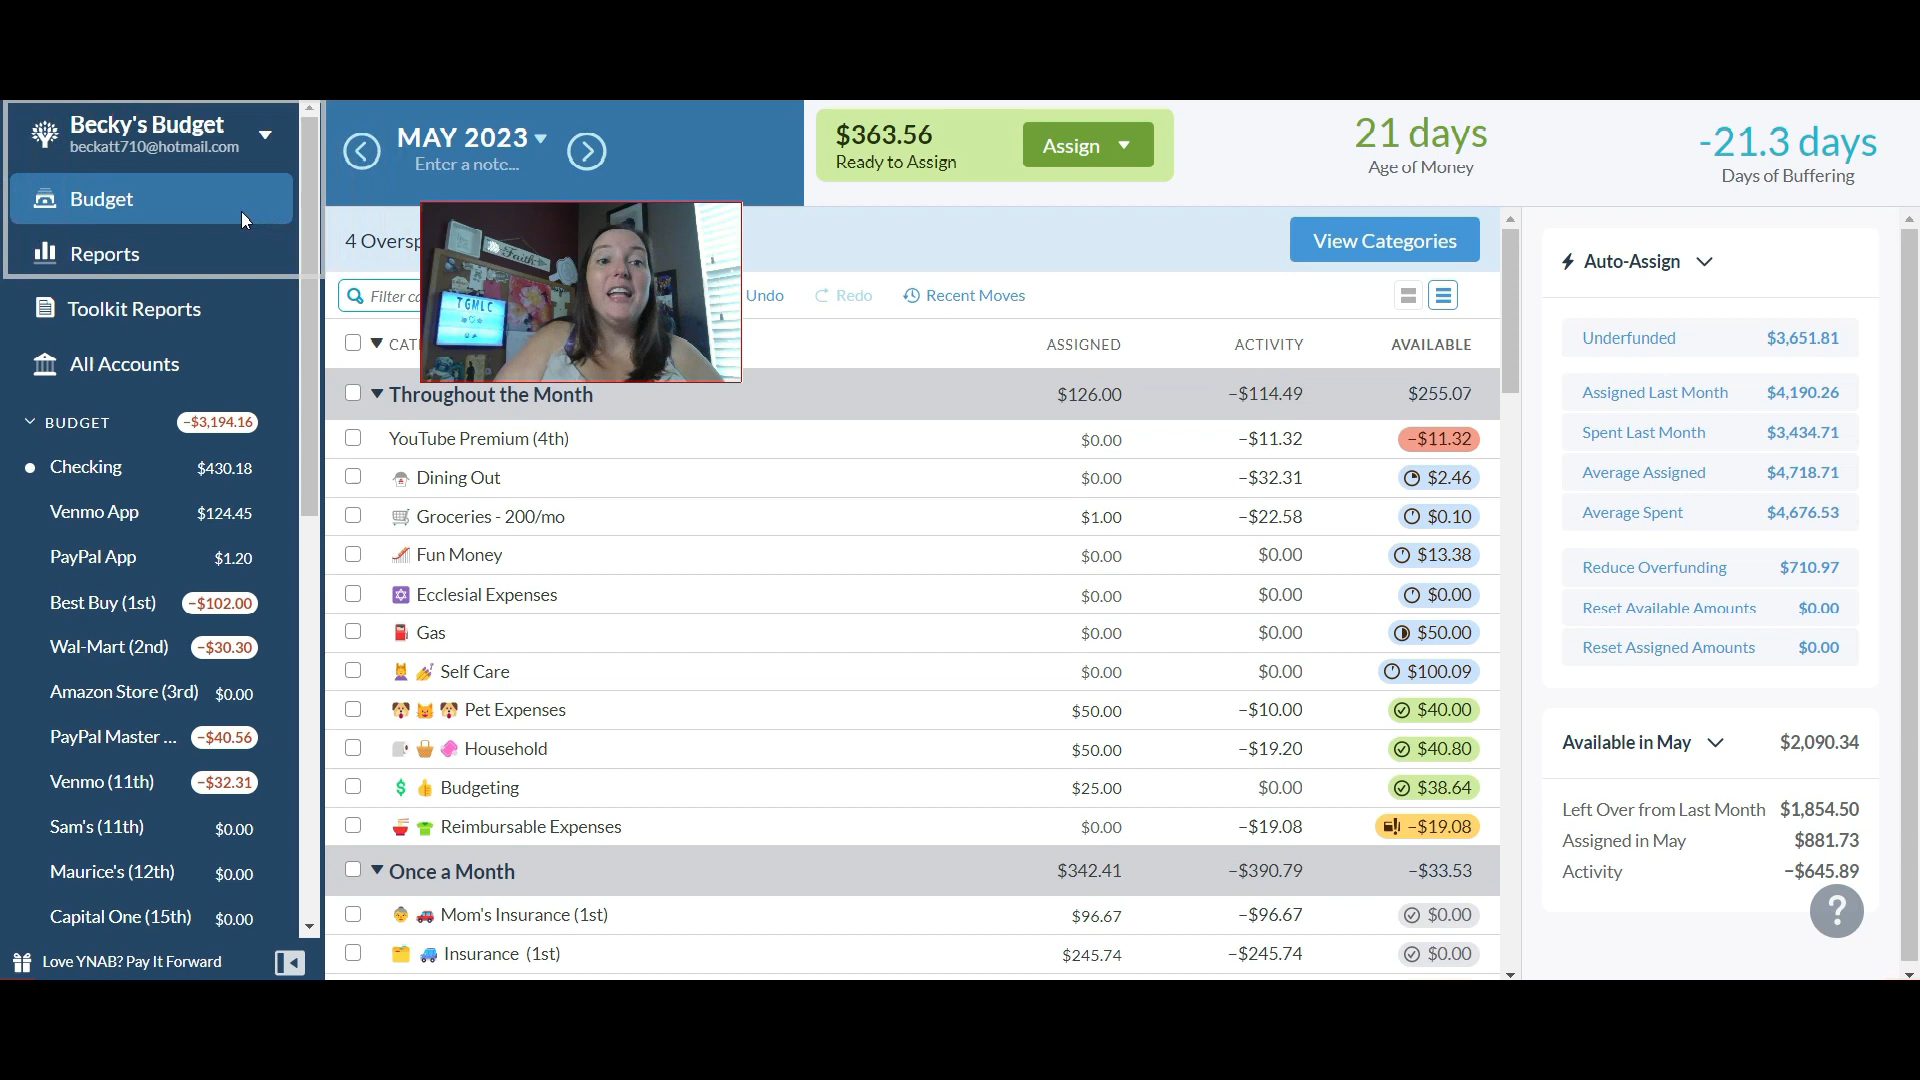 Becky's Budget
beckatt710@hotmail.com
Budget
Reports
Toolkit Reports
All Accounts
BUDGET −$3,194.16
Checking $430.18
Venmo App $124.45
PayPal App $1.20
Best Buy (1st) −$102.00
Wal-Mart (2nd) −$30.30
Amazon Store (3rd) $0.00
PayPal Master ... −$40.56
Venmo (11th) −$32.31
Sam's (11th) $0.00
Maurice's (12th) $0.00
Capital One (15th) $0.00
Love YNAB? Pay It Forward
MAY 2023
Enter a note...
$363.56
Ready to Assign
Assign
21 days
Age of Money
-21.3 days
Days of Buffering
4 Oversp
View Categories
Filter ca
Undo Redo Recent Moves
Faith
TGMLC
CAT ASSIGNED ACTIVITY AVAILABLE
Throughout the Month $126.00 −$114.49 $255.07
YouTube Premium (4th) $0.00 −$11.32 −$11.32
Dining Out $0.00 −$32.31 $2.46
Groceries - 200/mo $1.00 −$22.58 $0.10
Fun Money $0.00 $0.00 $13.38
Ecclesial Expenses $0.00 $0.00 $0.00
Gas $0.00 $0.00 $50.00
Self Care $0.00 $0.00 $100.09
Pet Expenses $50.00 −$10.00 $40.00
Household $50.00 −$19.20 $40.80
Budgeting $25.00 $0.00 $38.64
Reimbursable Expenses $0.00 −$19.08 −$19.08
Once a Month $342.41 −$390.79 −$33.53
Mom's Insurance (1st) $96.67 −$96.67 $0.00
Insurance (1st) $245.74 −$245.74 $0.00
Auto-Assign
Underfunded $3,651.81
Assigned Last Month $4,190.26
Spent Last Month $3,434.71
Average Assigned $4,718.71
Average Spent $4,676.53
Reduce Overfunding $710.97
Reset Available Amounts $0.00
Reset Assigned Amounts $0.00
Available in May $2,090.34
Left Over from Last Month $1,854.50
Assigned in May $881.73
Activity −$645.89
?